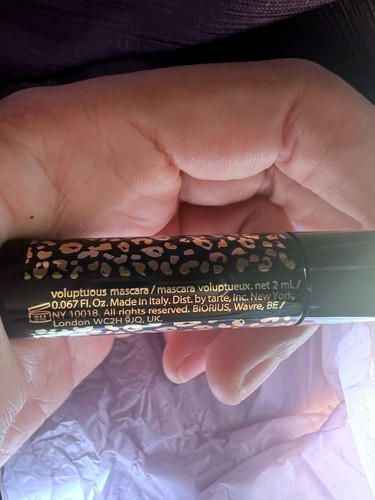 voluptuous mascara / mascara voluptueux. net 2 mL /
0.067 Fl. Oz. Made in Italy. Dist. by tarte, inc. New York,
NY 10018. All rights reserved. BIORIUS, Wavre, BE /
London WC2H 9JQ, UK.